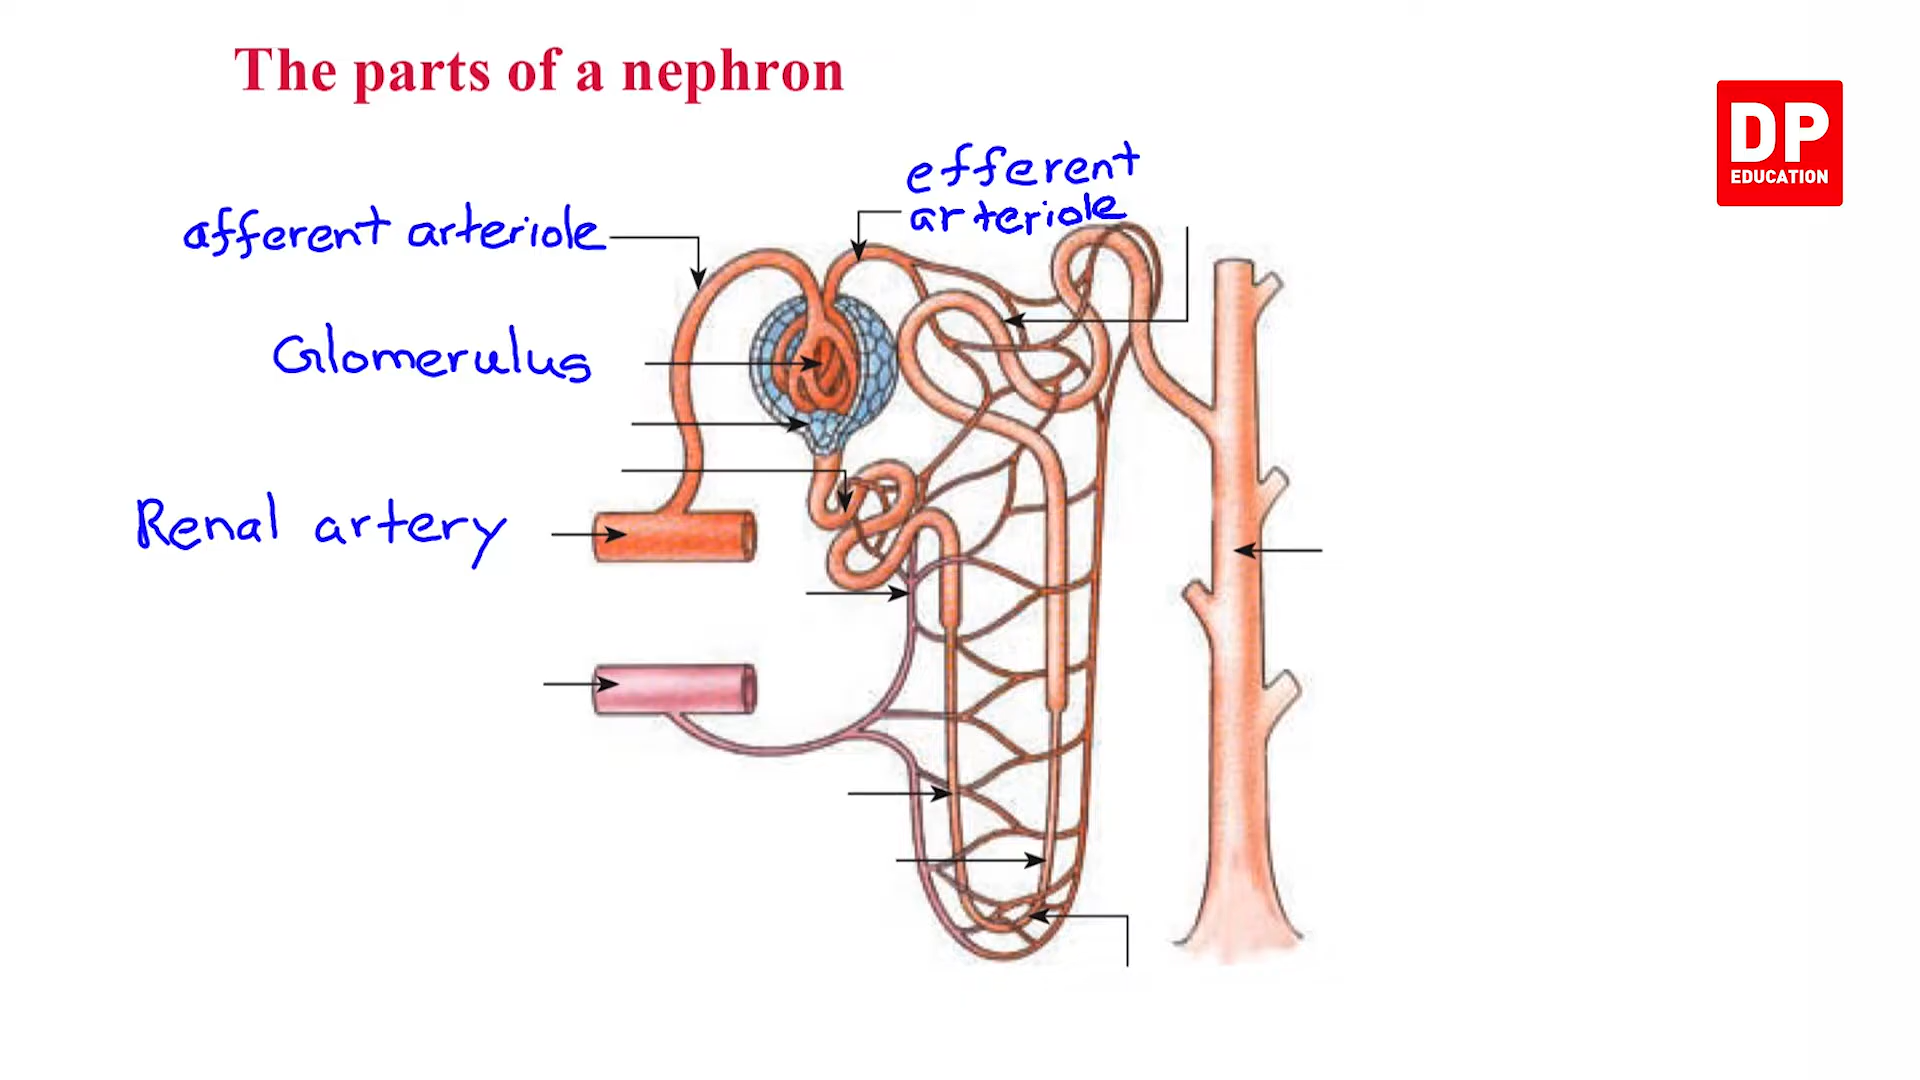 The parts of a nephron
DP
EDUCATION
efferent
arteriole
afferent arteriole
Glomerulus
Renal artery